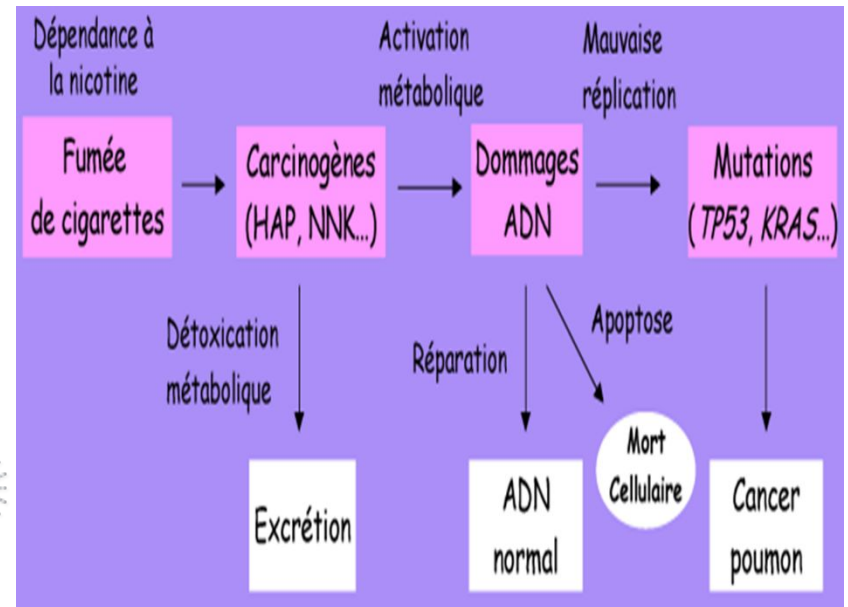 Dépendance à
la nicotine
Activation
métabolique
Mauvaise
réplication
Fumée
de cigarettes
Carcinogènes
(HAP, NNK...)
Dommages
ADN
Mutations
(TP53, KRAS...)
Détoxication
métabolique
Réparation
Apoptose
Excrétion
ADN
normal
Mort
Cellulaire
Cancer
poumon